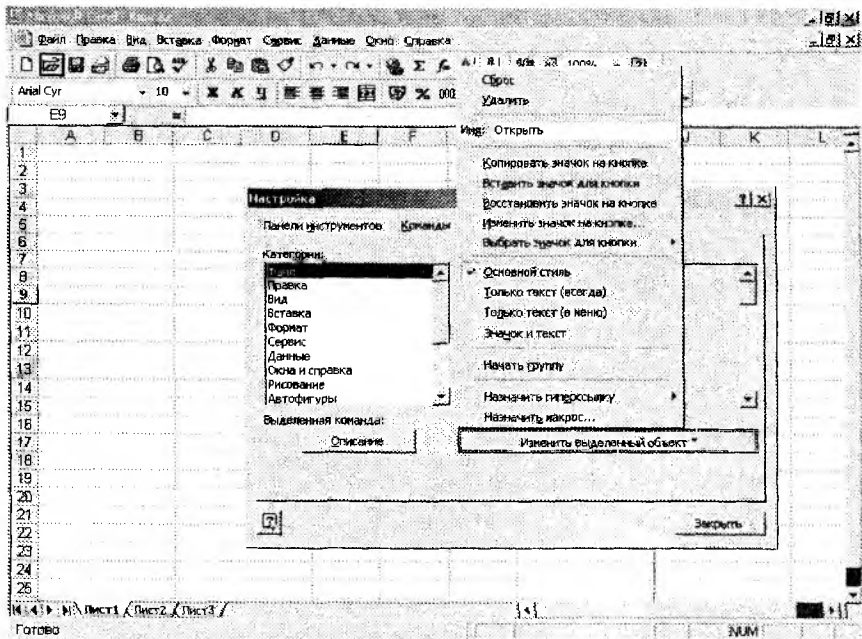 Файл Правка Вид Вставка Формат Сервис Данные Окно Справка
100%
Arial Cyr 10 Ж К Ч % 000
E9 =
A B C D E F J K L
1
2
3
4
5
6
7
8
9
10
11
12
13
14
15
16
17
18
19
20
21
22
23
24
25
Настройка
Панели инструментов Команды
Категории:
Файл
Правка
Вид
Вставка
Формат
Сервис
Данные
Окна и справка
Рисование
Автофигуры
Выделенная команда:
Описание
Сброс
Удалить
Имя: Открыть
Копировать значок на кнопке
Вставить значок для кнопки
Восстановить значок на кнопке
Изменить значок на кнопке...
Выбрать значок для кнопки
Основной стиль
Только текст (всегда)
Только текст (в меню)
Значок и текст
Начать группу
Назначить гиперссылку
Назначить макрос...
Изменить выделенный объект
Закрыть
Лист1 Лист2 Лист3
Готово NUM